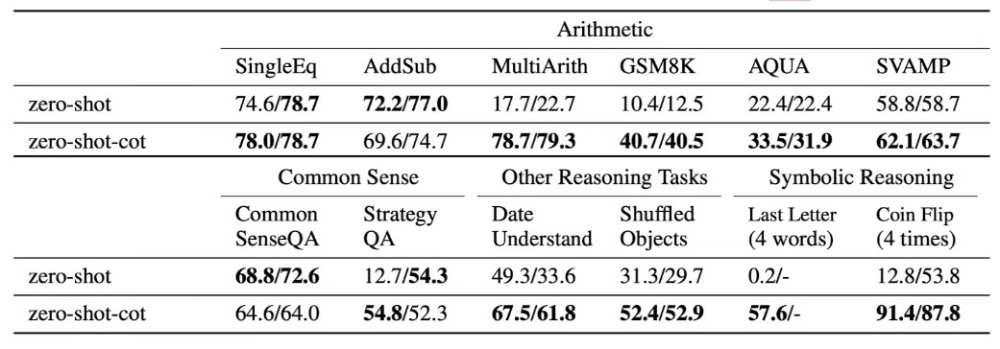 Arithmetic
SingleEq AddSub MultiArith GSM8K AQUA SVAMP
zero-shot 74.6/78.7 72.2/77.0 17.7/22.7 10.4/12.5 22.4/22.4 58.8/58.7
zero-shot-cot 78.0/78.7 69.6/74.7 78.7/79.3 40.7/40.5 33.5/31.9 62.1/63.7
Common Sense Other Reasoning Tasks Symbolic Reasoning
Common Strategy Date Shuffled Last Letter Coin Flip
SenseQA QA Understand Objects (4 words) (4 times)
zero-shot 68.8/72.6 12.7/54.3 49.3/33.6 31.3/29.7 0.2/- 12.8/53.8
zero-shot-cot 64.6/64.0 54.8/52.3 67.5/61.8 52.4/52.9 57.6/- 91.4/87.8